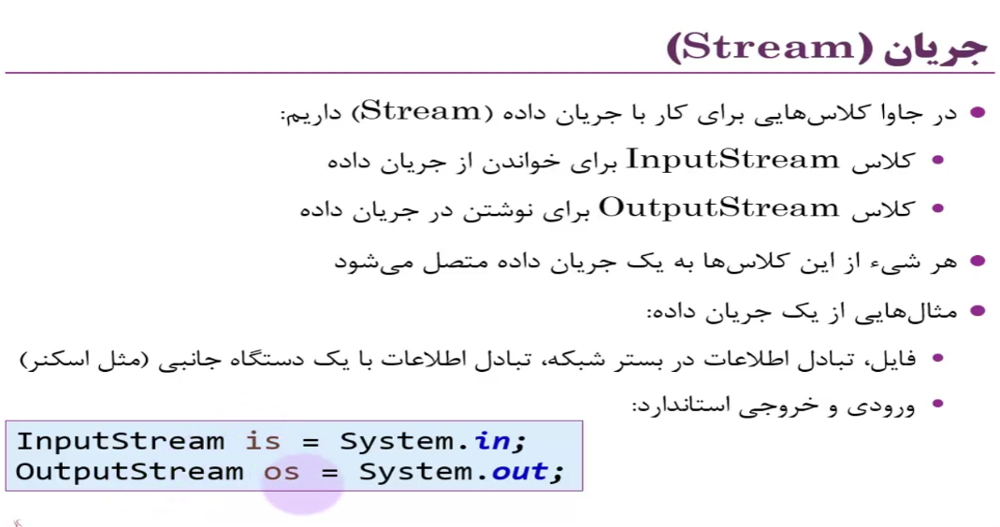 جریان (Stream)
در جاوا کلاس‌هایی برای کار با جریان داده (Stream) داریم:
کلاس InputStream برای خواندن از جریان داده
کلاس OutputStream برای نوشتن در جریان داده
هر شیء از این کلاس‌ها به یک جریان داده متصل می‌شود
مثال‌هایی از یک جریان داده:
فایل، تبادل اطلاعات در بستر شبکه، تبادل اطلاعات با یک دستگاه جانبی (مثل اسکنر)
ورودی و خروجی استاندارد:
InputStream is = System.in;
OutputStream os = System.out;